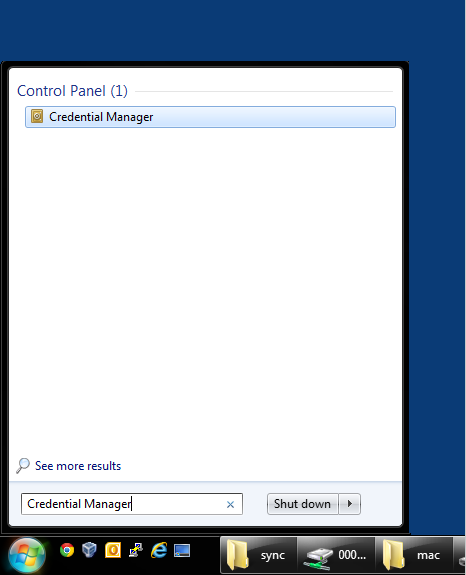 Control Panel (1)
Credential Manager
See more results
Credential Manager
Shut down
sync
000...
mac